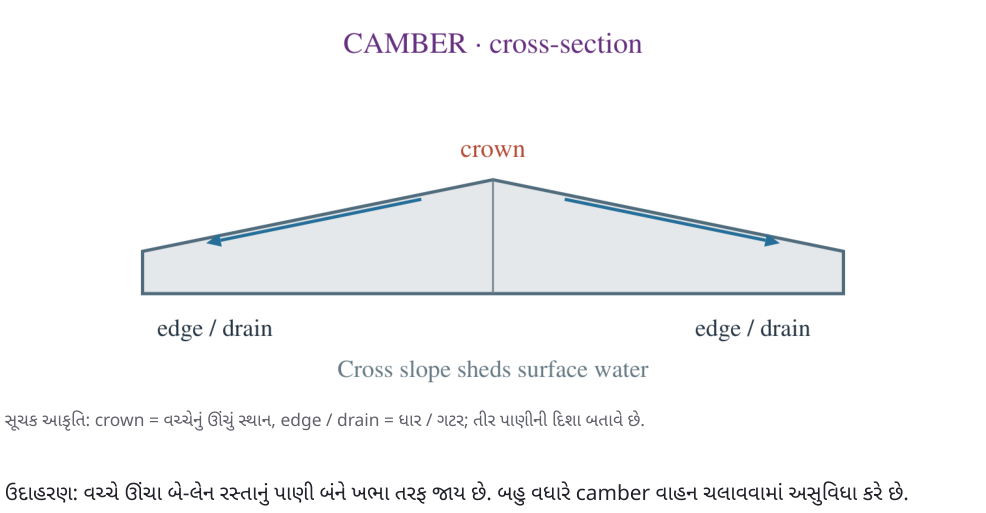 CAMBER · cross-section
crown
edge / drain
edge / drain
Cross slope sheds surface water
સૂચક આકૃતિ: crown = વચ્ચેનું ઊંચું સ્થાન, edge / drain = ધાર / ગટર; તીર પાણીની દિશા બતાવે છે.
ઉદાહરણ: વચ્ચે ઊંચા બે-લેન રસ્તાનું પાણી બંને ખભા તરફ જાય છે. બહુ વધારે camber વાહન ચલાવવામાં અસુવિધા કરે છે.